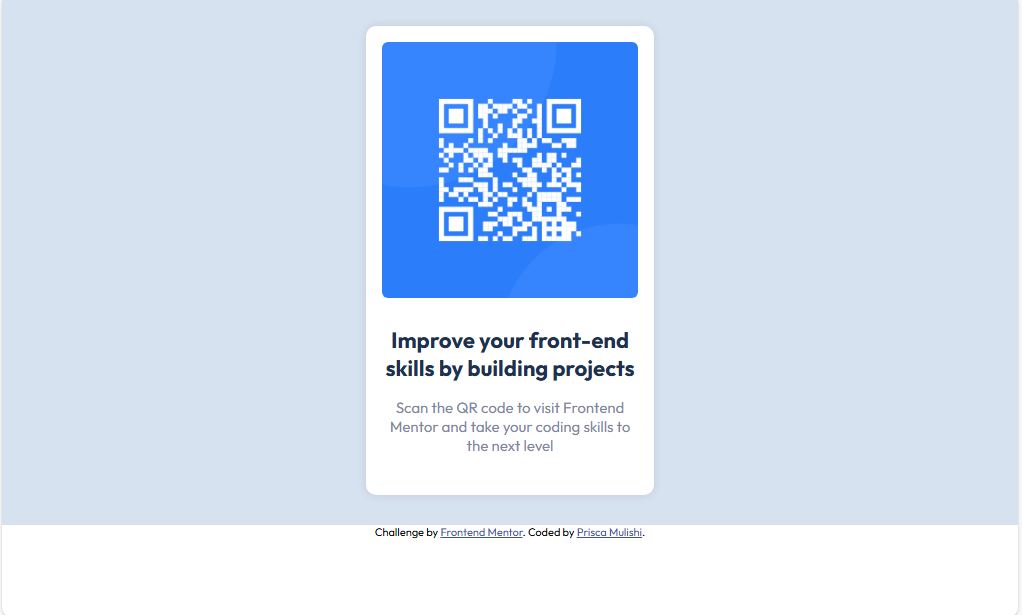 Improve your front-end
skills by building projects
Scan the QR code to visit Frontend
Mentor and take your coding skills to
the next level
Challenge by Frontend Mentor. Coded by Prisca Mulishi.